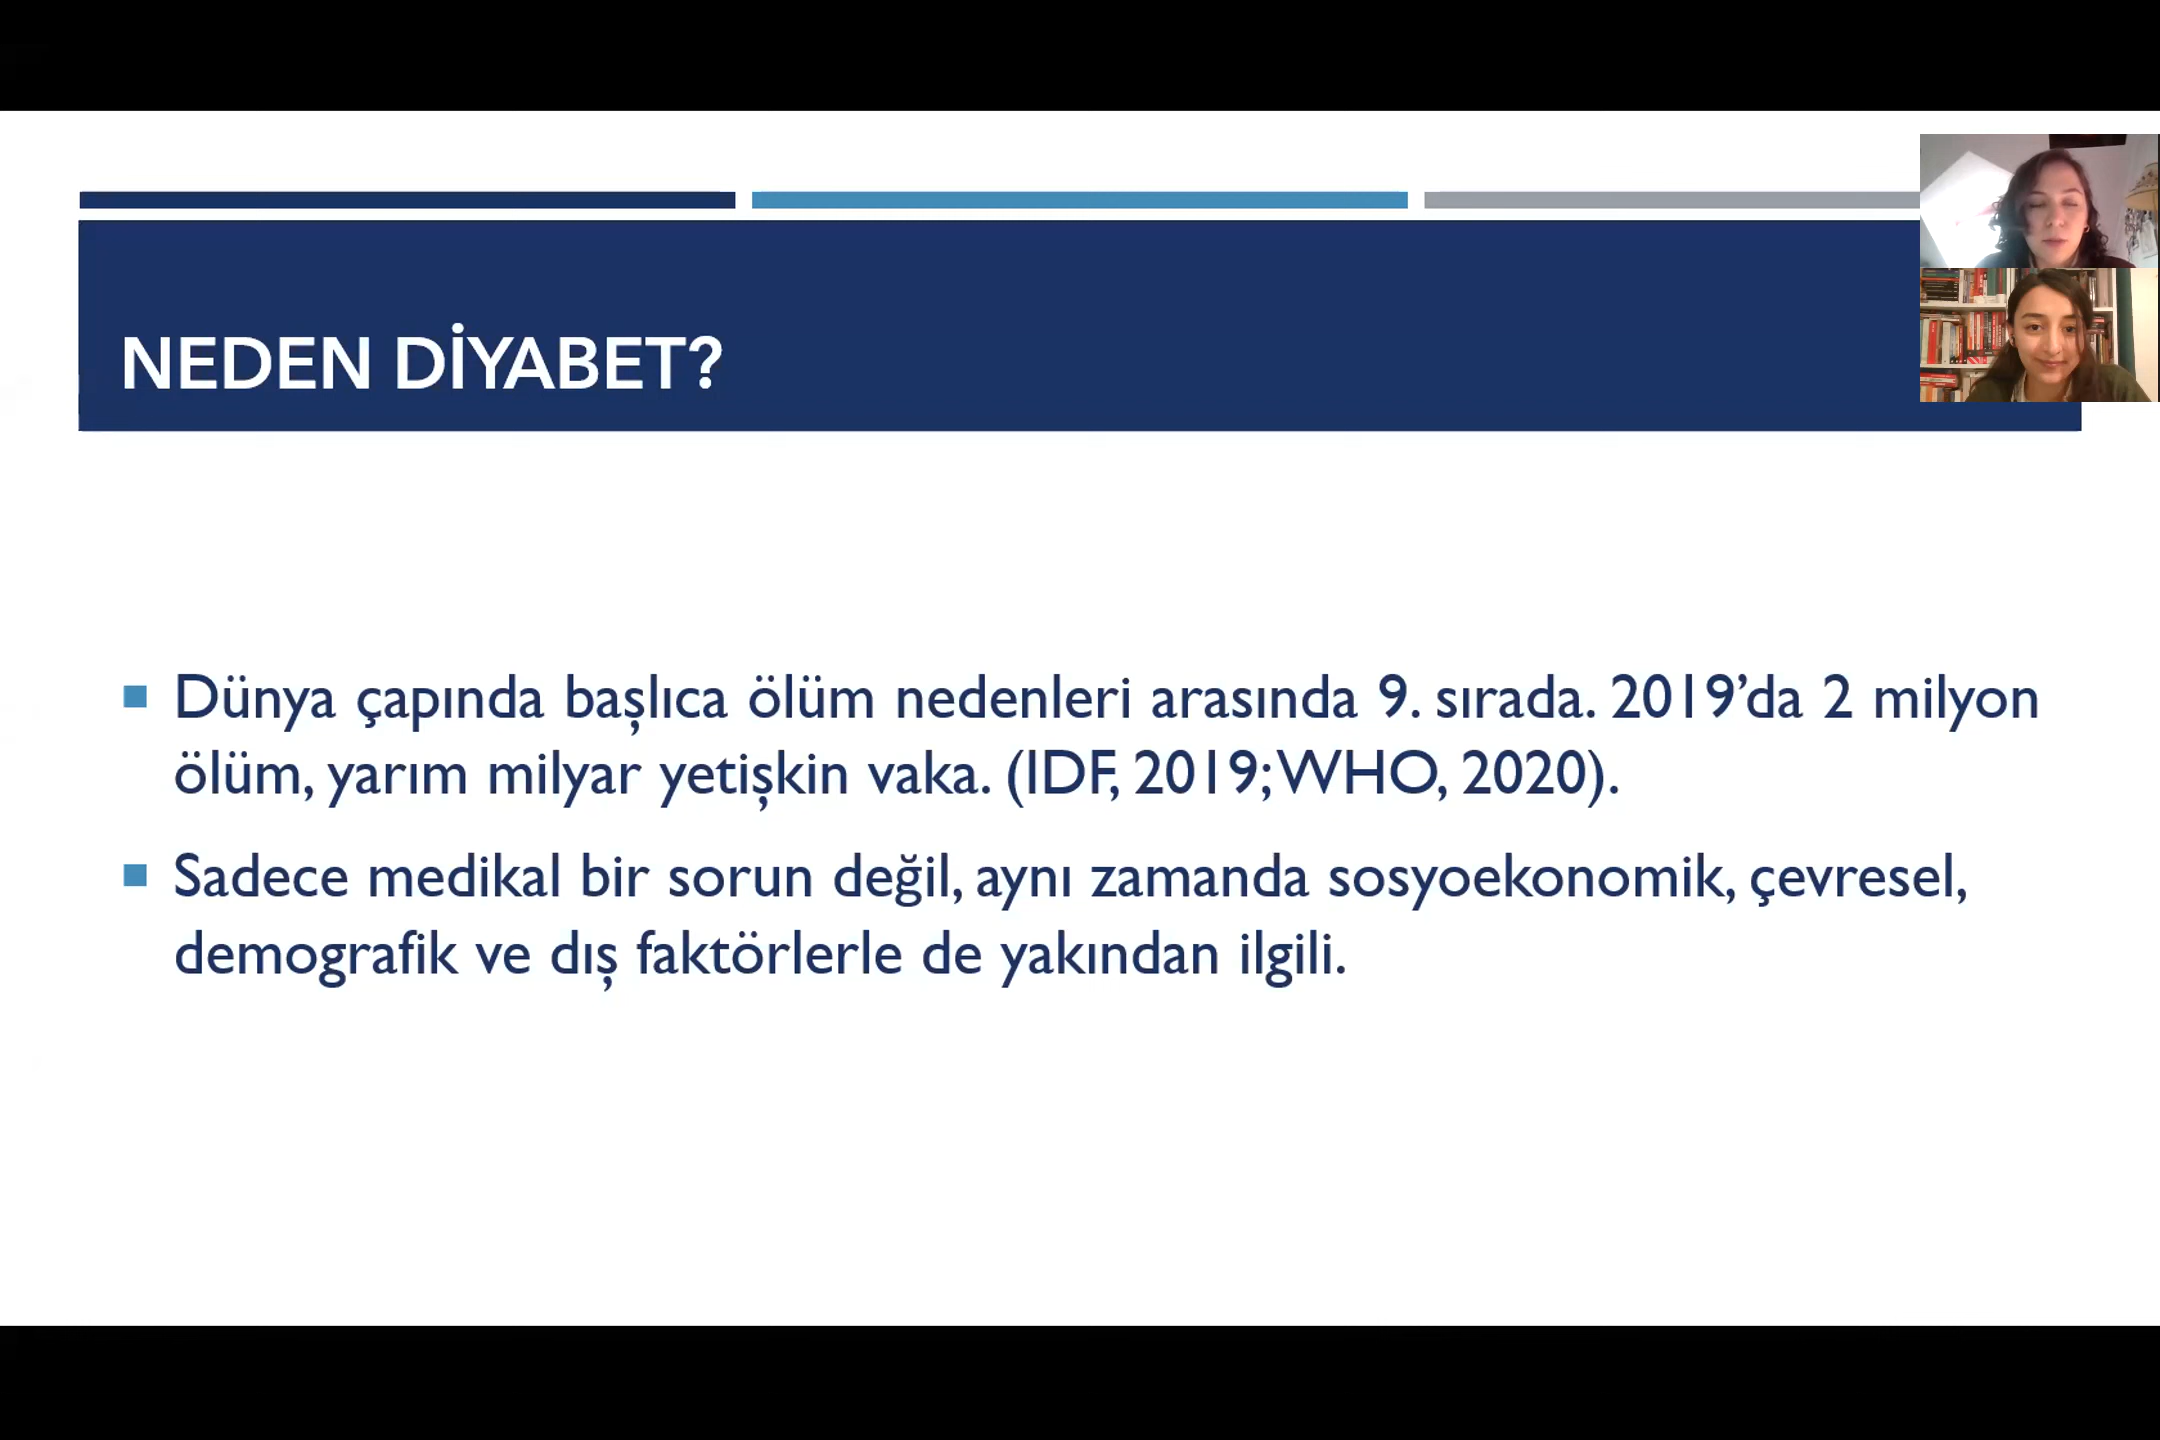 NEDEN DİYABET?
Dünya çapında başlıca ölüm nedenleri arasında 9. sırada. 2019’da 2 milyon
ölüm, yarım milyar yetişkin vaka. (IDF, 2019; WHO, 2020).
Sadece medikal bir sorun değil, aynı zamanda sosyoekonomik, çevresel,
demografik ve dış faktörlerle de yakından ilgili.